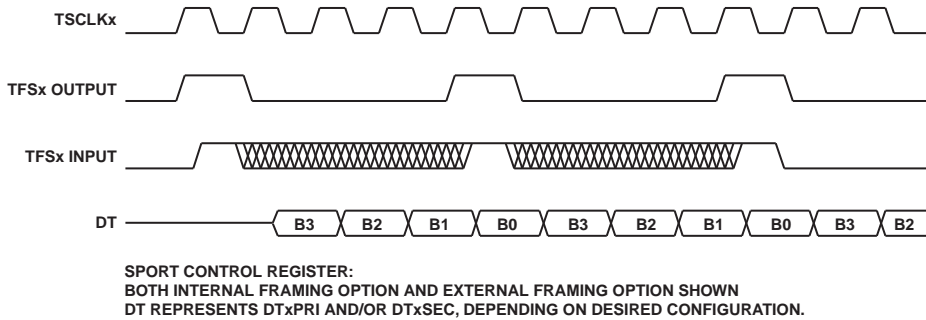 TSCLKx
TFSx OUTPUT
TFSx INPUT
DT
B3 B2 B1 B0 B3 B2 B1 B0 B3 B2
SPORT CONTROL REGISTER:
BOTH INTERNAL FRAMING OPTION AND EXTERNAL FRAMING OPTION SHOWN
DT REPRESENTS DTxPRI AND/OR DTxSEC, DEPENDING ON DESIRED CONFIGURATION.